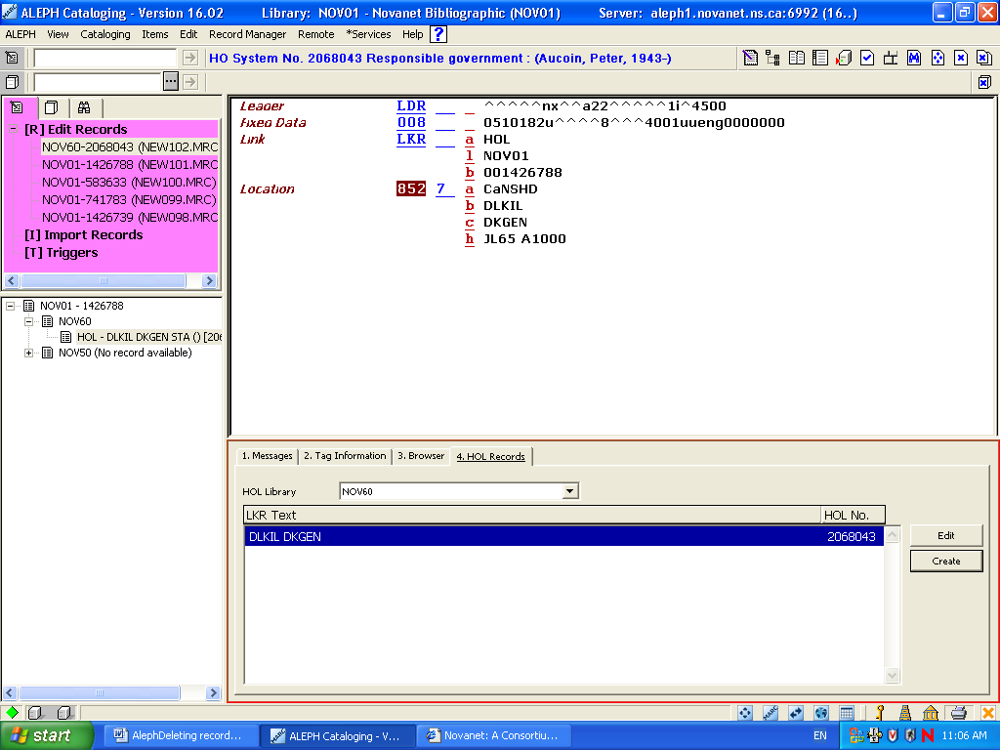 ALEPH Cataloging - Version 16.02 Library: NOV01 - Novanet Bibliographic (NOV01) Server: aleph1.novanet.ns.ca:6992 (16..)
ALEPH View Cataloging Items Edit Record Manager Remote *Services Help ?
HO System No. 2068043 Responsible government : (Aucoin, Peter, 1943-)
[R] Edit Records
NOV60-2068043 (NEW102.MRC
NOV01-1426788 (NEW101.MRC
NOV01-583633 (NEW100.MRC)
NOV01-741783 (NEW099.MRC)
NOV01-1426739 (NEW098.MRC
[I] Import Records
[T] Triggers
NOV01 - 1426788
NOV60
HOL - DLKIL DKGEN STA () [206
NOV50 (No record available)
Leader LDR ^^^^^nx^^a22^^^^^1i^4500
Fixed Data 008 0510182u^^^^8^^^4001uueng0000000
Link LKR a HOL
l NOV01
b 001426788
Location 852 7 a CaNSHD
b DLKIL
c DKGEN
h JL65 A1000
1. Messages 2. Tag Information 3. Browser 4. HOL Records
HOL Library NOV60
LKR Text HOL No.
DLKIL DKGEN 2068043
Edit
Create
start AlephDeleting record... ALEPH Cataloging - V... Novanet: A Consortiu... EN 11:06 AM